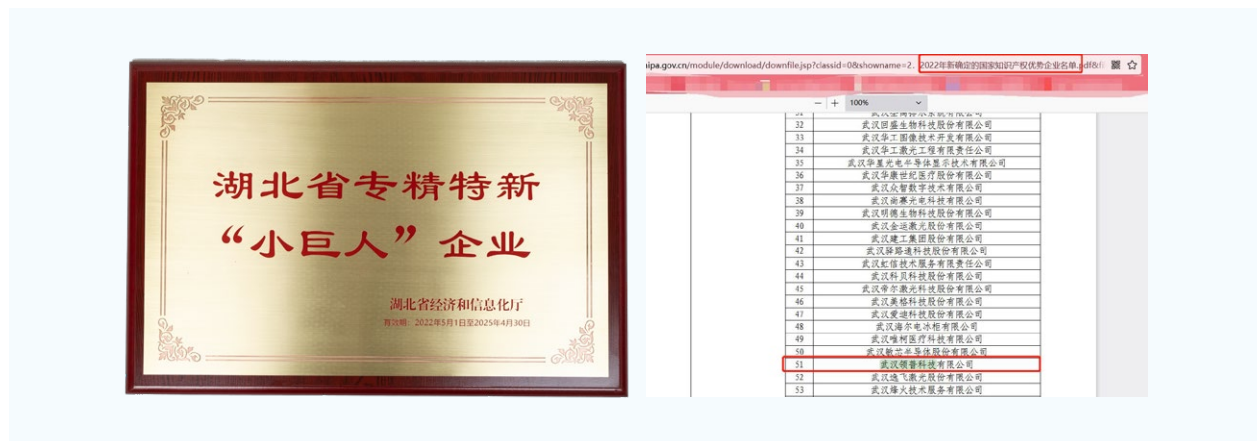 湖北省专精特新
“小巨人”企业
湖北省经济和信息化厅
有效期：2022年5月1日至2025年4月30日
nipa.gov.cn/module/download/downfile.jsp?classid=0&showname=2.2022年新确定的国家知识产权优势企业名单.pdf&fi
100%
32 武汉回盛生物科技股份有限公司
33 武汉华工图像技术开发有限公司
34 武汉华工激光工程有限责任公司
35 武汉华星光电半导体显示技术有限公司
36 武汉华康世纪医疗股份有限公司
37 武汉众智数字技术有限公司
38 武汉尚赛光电科技有限公司
39 武汉明德生物科技股份有限公司
40 武汉金运激光股份有限公司
41 武汉建工集团股份有限公司
42 武汉驿路通科技股份有限公司
43 武汉虹信技术服务有限责任公司
44 武汉科贝科技股份有限公司
45 武汉帝尔激光科技股份有限公司
46 武汉美格科技股份有限公司
47 武汉爱迪科技股份有限公司
48 武汉海尔电冰柜有限公司
49 武汉唯柯医疗科技有限公司
50 武汉敏芯半导体股份有限公司
51 武汉领普科技有限公司
52 武汉逸飞激光股份有限公司
53 武汉烽火技术服务有限公司